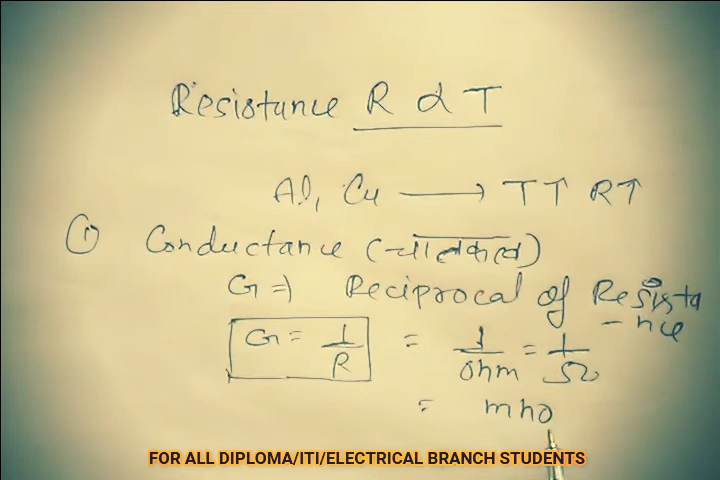 Resistance R α T
Al, Cu → T↑ R↑
① Conductance (चालकत्व)
G ⇒ Reciprocal of Resista
-nce
G = 1/R = 1/ohm = 1/Ω
= mho
FOR ALL DIPLOMA/ITI/ELECTRICAL BRANCH STUDENTS